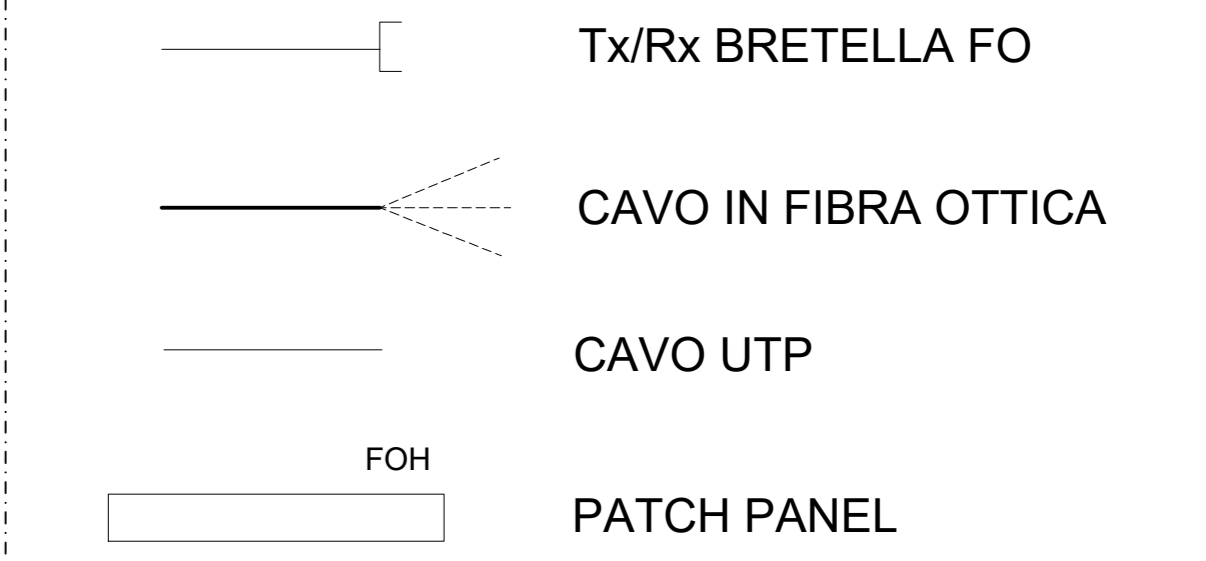 Tx/Rx BRETELLA FO
CAVO IN FIBRA OTTICA
CAVO UTP
FOH
PATCH PANEL